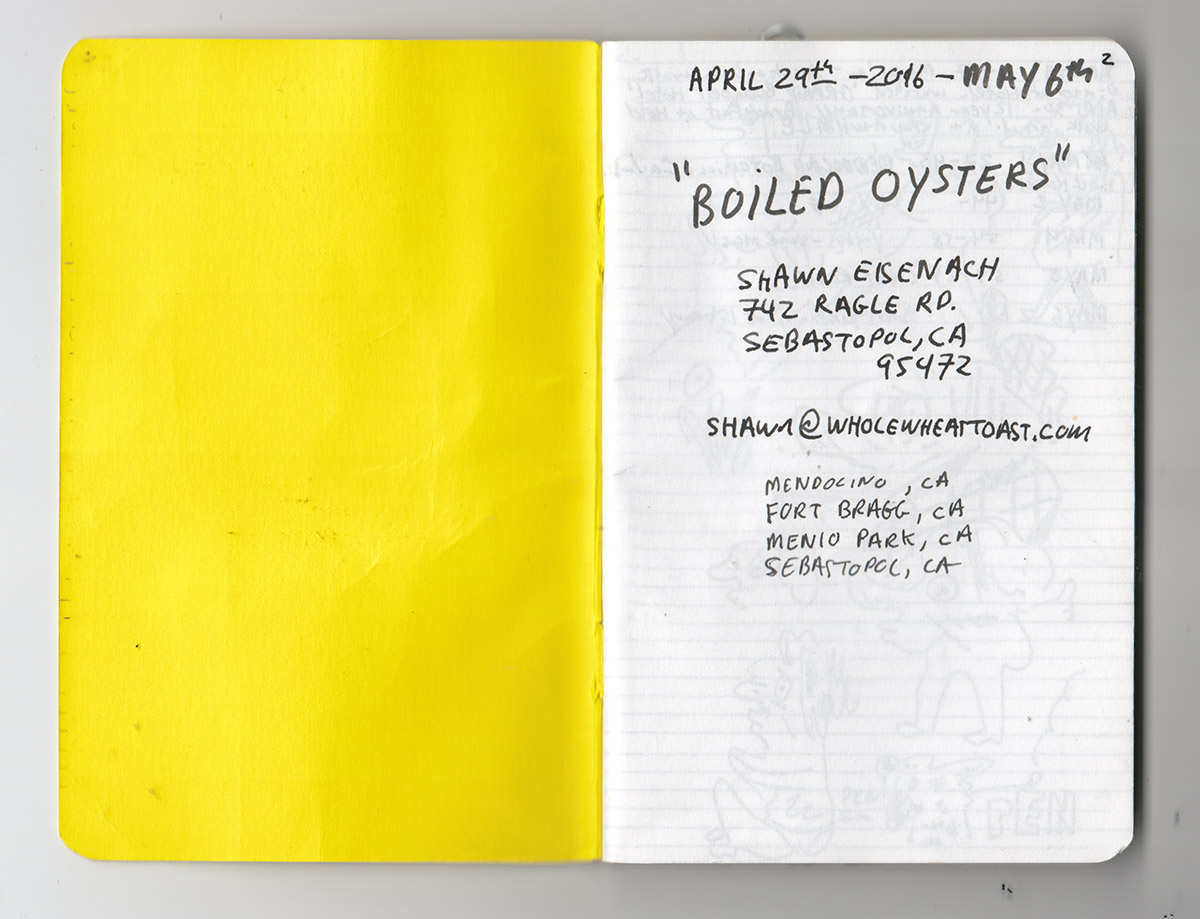 APRIL 29th - 2016 - MAY 6th 2
"BOILED OYSTERS"
SHAWN EISENACH
742 RAGLE RD.
SEBASTOPOL, CA
95472
SHAWN@WHOLEWHEATTOAST.COM
MENDOCINO, CA
FORT BRAGG, CA
MENLO PARK, CA
SEBASTOPOL, CA